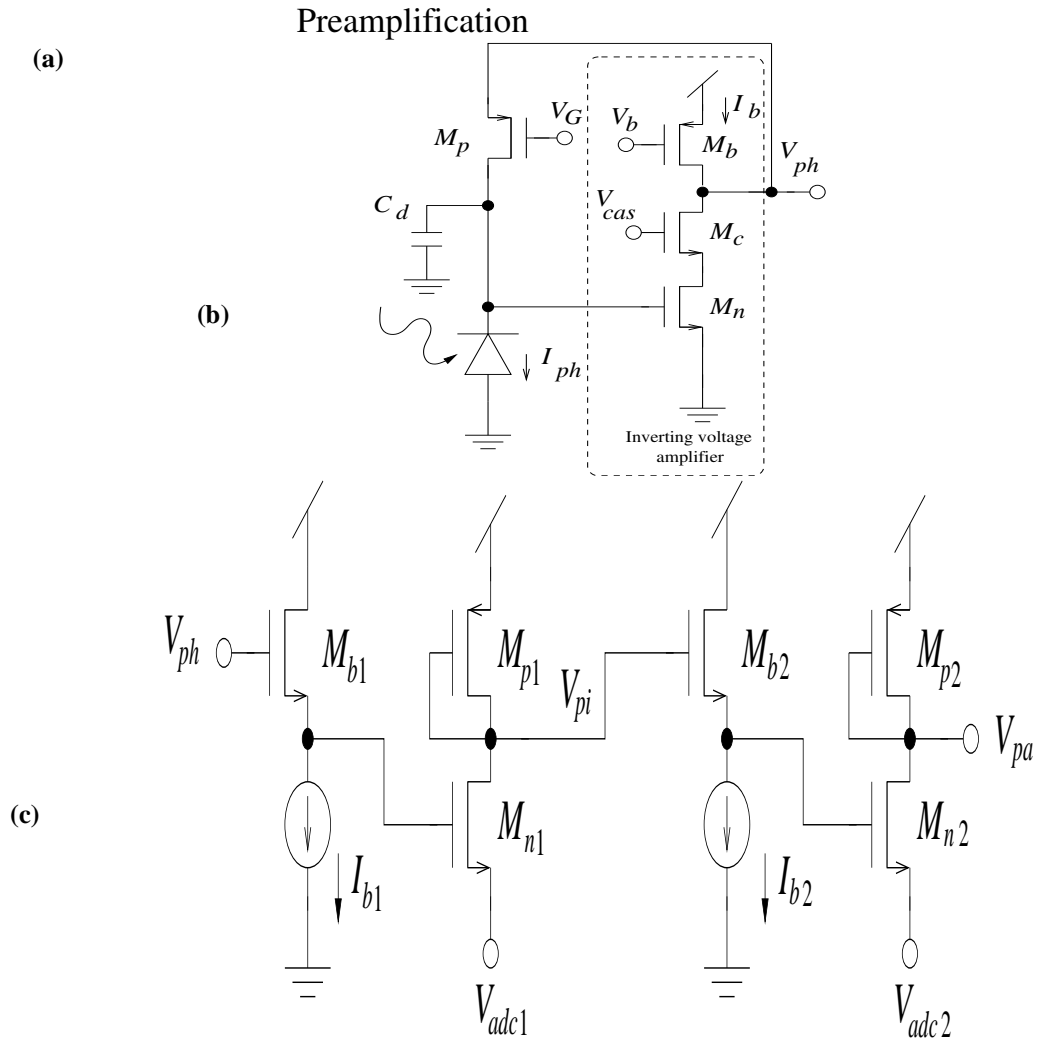 Preamplification
(a)
V_G
M_p
C_d
I_ph
V_b
I_b
M_b
V_ph
V_cas
M_c
M_n
(b)
Inverting voltage
amplifier
V_ph
M_b1
M_p1
V_pi
M_b2
M_p2
V_pa
(c)
I_b1
M_n1
I_b2
M_n2
V_adc1
V_adc2